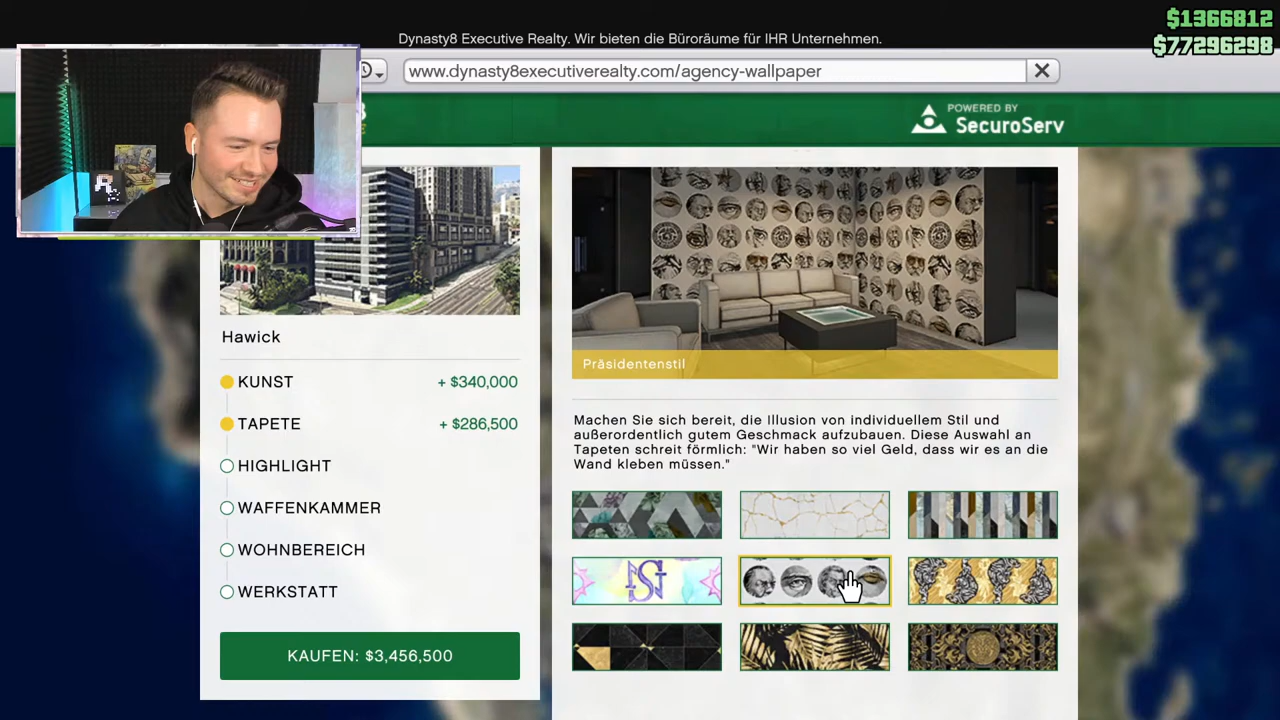 $1366812
$77296298
Dynasty8 Executive Realty. Wir bieten die Büroräume für IHR Unternehmen.
www.dynasty8executiverealty.com/agency-wallpaper
POWERED BY
SecuroServ
Hawick
KUNST + $340,000
TAPETE + $286,500
HIGHLIGHT
WAFFENKAMMER
WOHNBEREICH
WERKSTATT
KAUFEN: $3,456,500
Präsidentenstil
Machen Sie sich bereit, die Illusion von individuellem Stil und
außerordentlich gutem Geschmack aufzubauen. Diese Auswahl an
Tapeten schreit förmlich: "Wir haben so viel Geld, dass wir es an die
Wand kleben müssen."